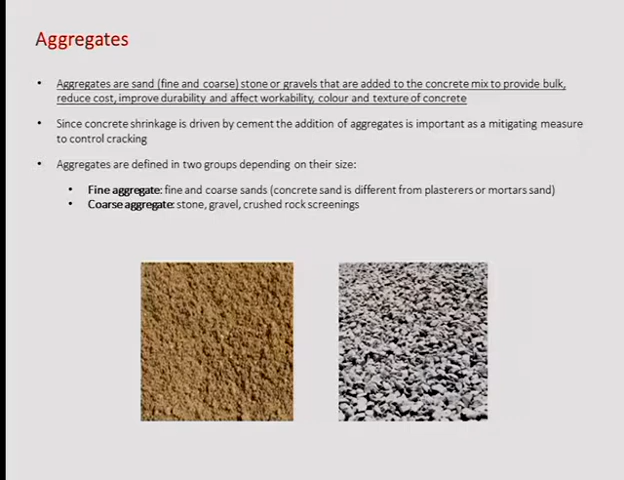 Aggregates
• Aggregates are sand (fine and coarse) stone or gravels that are added to the concrete mix to provide bulk,
reduce cost, improve durability and affect workability, colour and texture of concrete
• Since concrete shrinkage is driven by cement the addition of aggregates is important as a mitigating measure
to control cracking
• Aggregates are defined in two groups depending on their size:
• Fine aggregate: fine and coarse sands (concrete sand is different from plasterers or mortars sand)
• Coarse aggregate: stone, gravel, crushed rock screenings